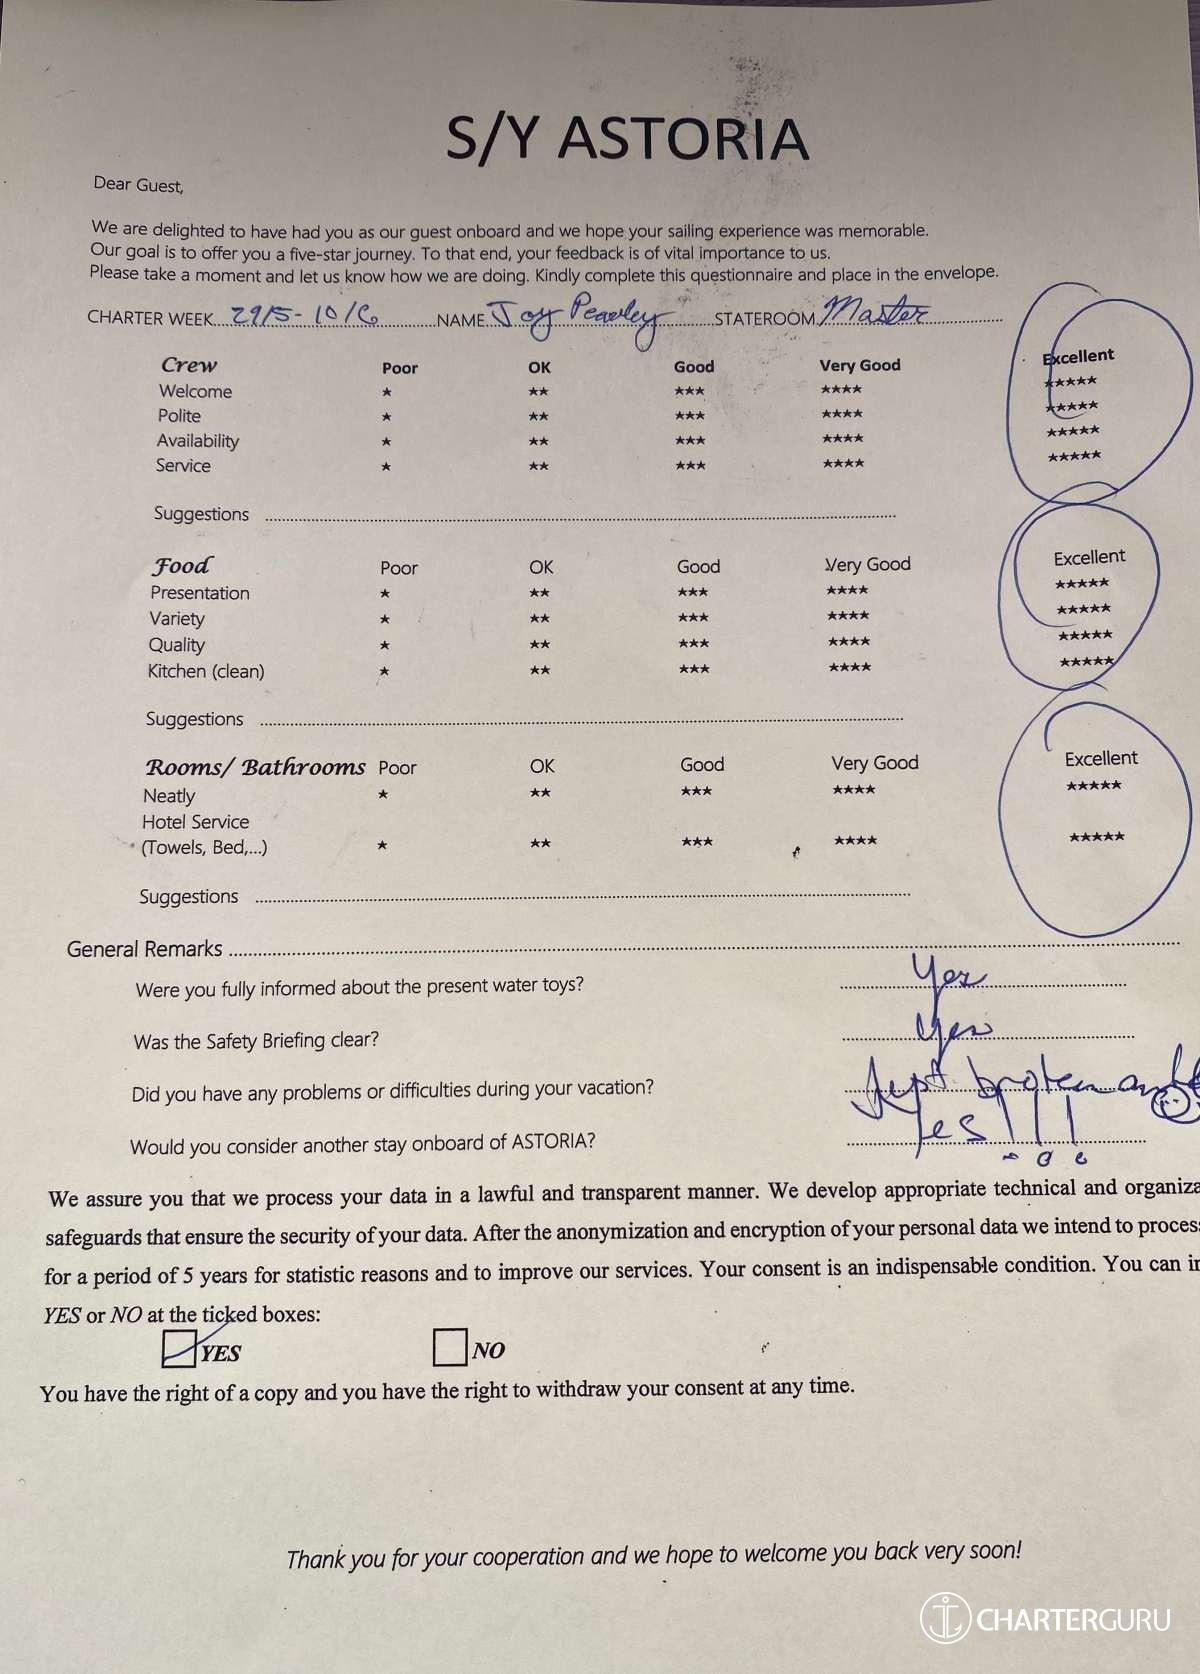 S/Y ASTORIA
Dear Guest,
We are delighted to have had you as our guest onboard and we hope your sailing experience was memorable.
Our goal is to offer you a five-star journey. To that end, your feedback is of vital importance to us.
Please take a moment and let us know how we are doing. Kindly complete this questionnaire and place in the envelope.
CHARTER WEEK 29/5-10/6 NAME Joy STATEROOM Master
Crew Poor OK Good Very Good Excellent
Welcome ★ ★★ ★★★ ★★★★ ★★★★★
Polite ★ ★★ ★★★ ★★★★ ★★★★★
Availability ★ ★★ ★★★ ★★★★ ★★★★★
Service ★ ★★ ★★★ ★★★★ ★★★★★
Suggestions
Food Poor OK Good Very Good Excellent
Presentation ★ ★★ ★★★ ★★★★ ★★★★★
Variety ★ ★★ ★★★ ★★★★ ★★★★★
Quality ★ ★★ ★★★ ★★★★ ★★★★★
Kitchen (clean) ★ ★★ ★★★ ★★★★ ★★★★★
Suggestions
Rooms/ Bathrooms Poor OK Good Very Good Excellent
Neatly ★ ★★ ★★★ ★★★★ ★★★★★
Hotel Service
(Towels, Bed,...) ★ ★★ ★★★ ★★★★ ★★★★★
Suggestions
General Remarks
Were you fully informed about the present water toys? Yes
Was the Safety Briefing clear? Yes
Did you have any problems or difficulties during your vacation? Just broken
Would you consider another stay onboard of ASTORIA? Yes!!!
We assure you that we process your data in a lawful and transparent manner. We develop appropriate technical and organiza
safeguards that ensure the security of your data. After the anonymization and encryption of your personal data we intend to proces
for a period of 5 years for statistic reasons and to improve our services. Your consent is an indispensable condition. You can in
YES or NO at the ticked boxes:
YES NO
You have the right of a copy and you have the right to withdraw your consent at any time.
Thank you for your cooperation and we hope to welcome you back very soon!
CHARTERGURU